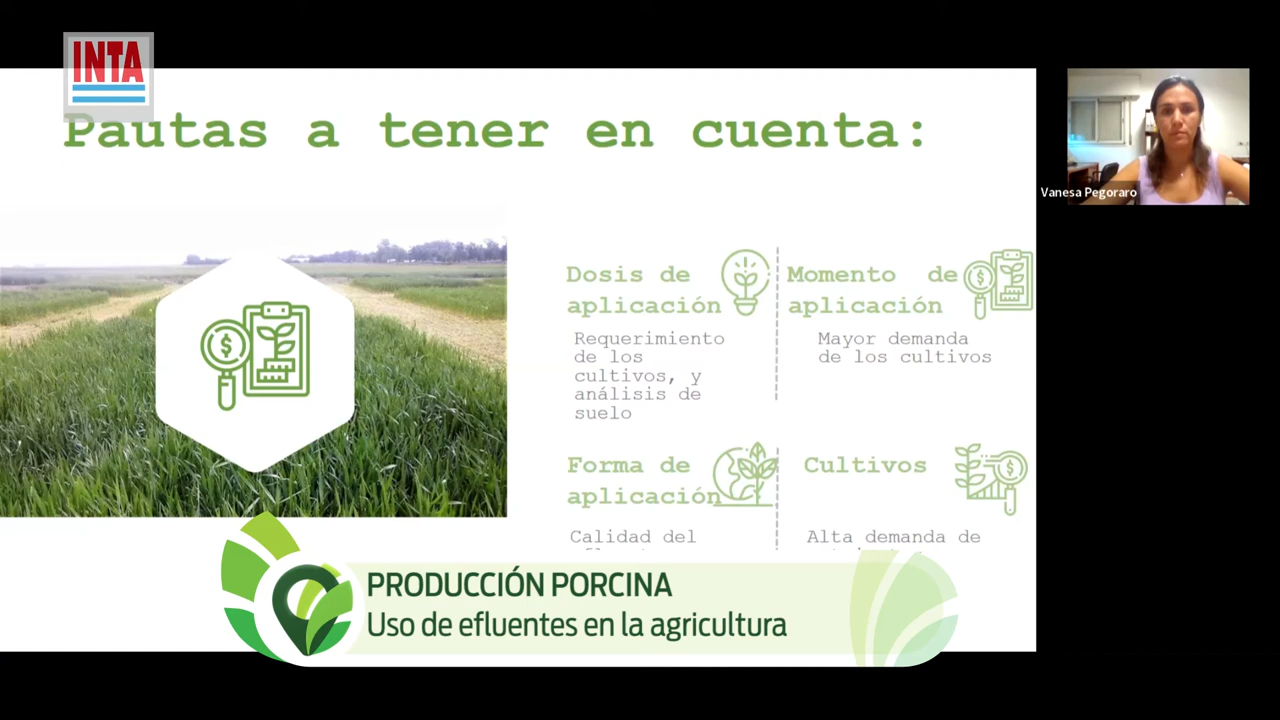 INTA
Pautas a tener en cuenta:
Vanesa Pegoraro
Dosis de
aplicación
Requerimiento
de los
cultivos, y
análisis de
suelo
Momento de
aplicación
Mayor demanda
de los cultivos
Forma de
aplicación
Calidad del
Cultivos
Alta demanda de
PRODUCCIÓN PORCINA
Uso de efluentes en la agricultura